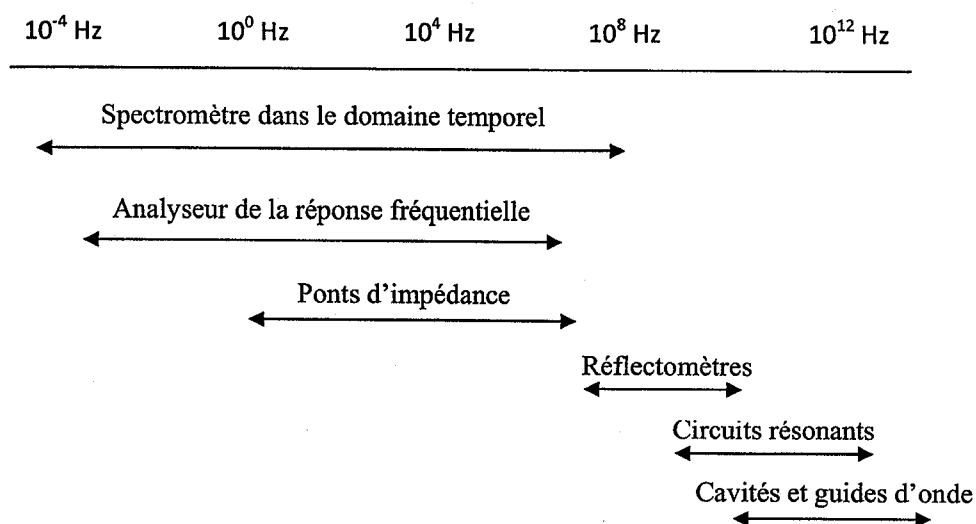 10⁻⁴ Hz 10⁰ Hz 10⁴ Hz 10⁸ Hz 10¹² Hz
Spectromètre dans le domaine temporel
Analyseur de la réponse fréquentielle
Ponts d'impédance
Réflectomètres
Circuits résonants
Cavités et guides d'onde